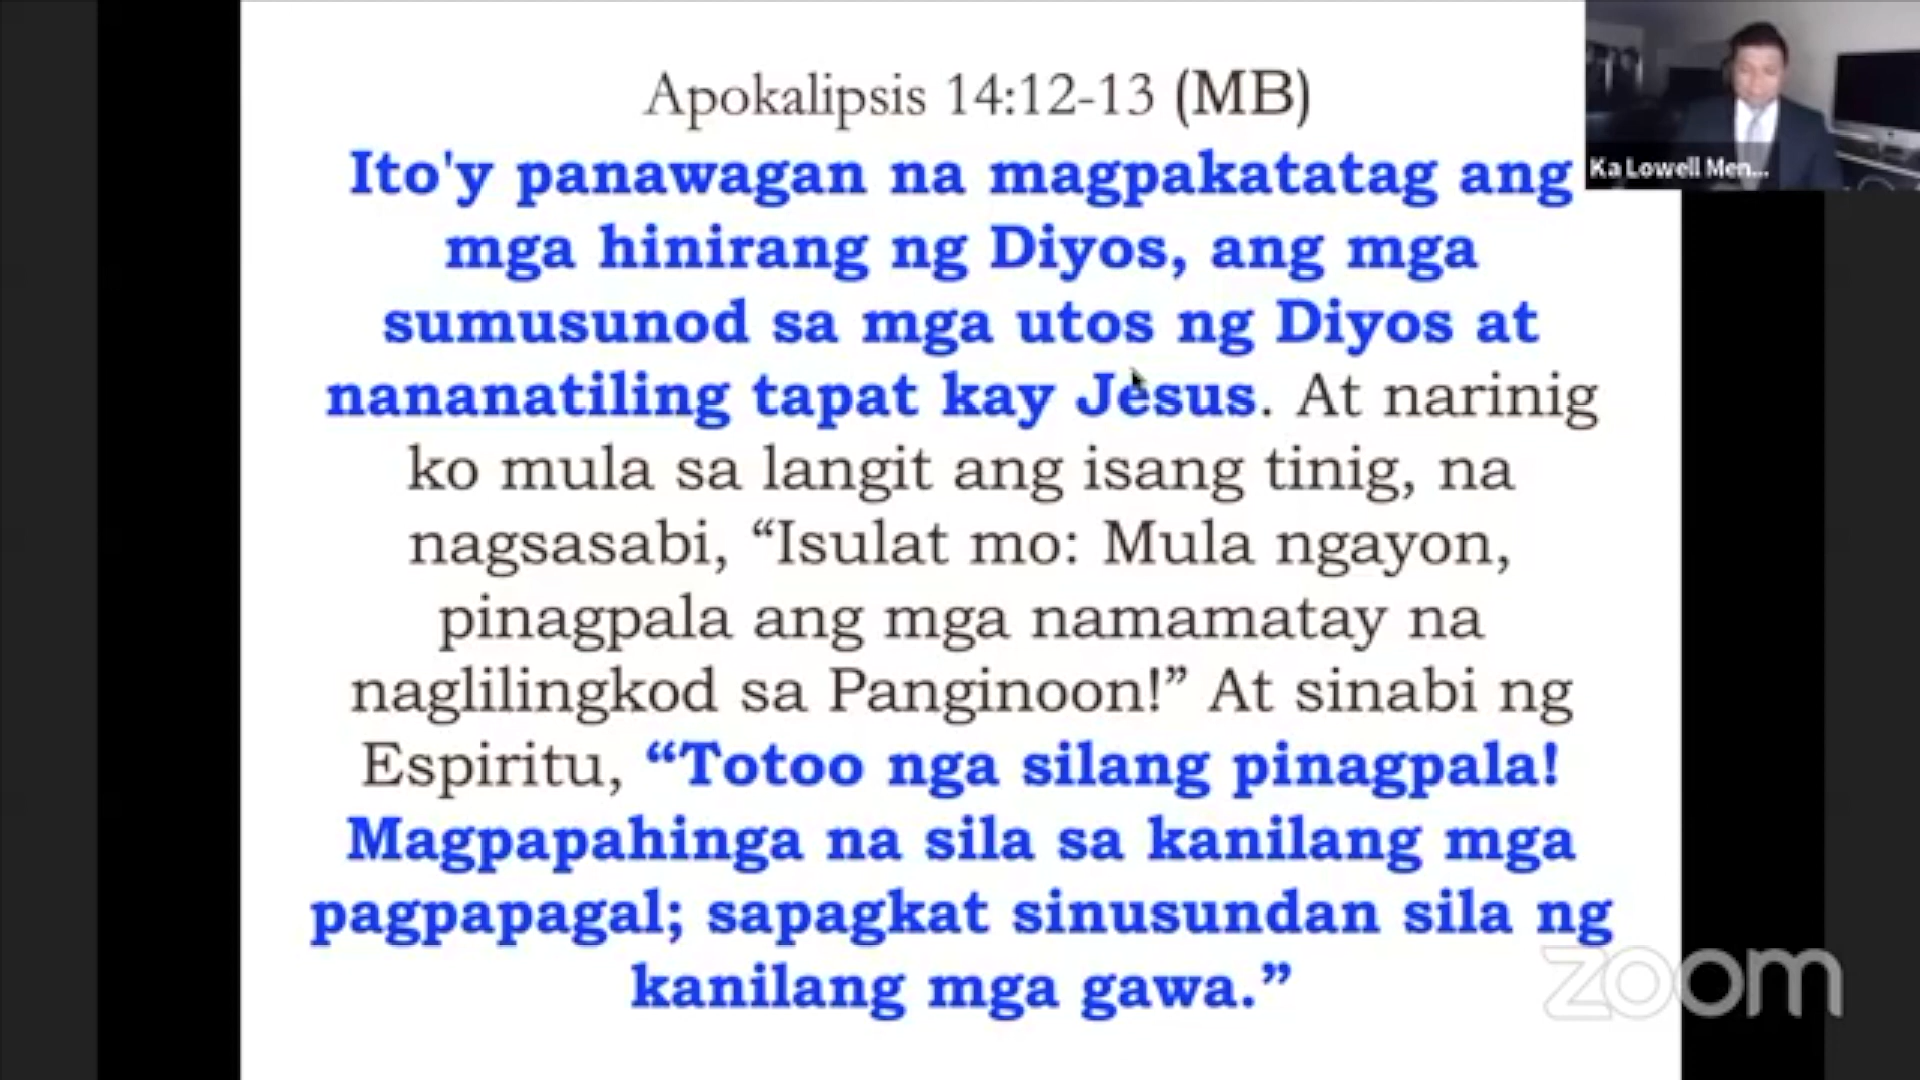 Apokalipsis 14:12-13 (MB)
Ito'y panawagan na magpakatatag ang
mga hinirang ng Diyos, ang mga
sumusunod sa mga utos ng Diyos at
nananatiling tapat kay Jesus. At narinig
ko mula sa langit ang isang tinig, na
nagsasabi, “Isulat mo: Mula ngayon,
pinagpala ang mga namamatay na
naglilingkod sa Panginoon!” At sinabi ng
Espiritu, “Totoo nga silang pinagpala!
Magpapahinga na sila sa kanilang mga
pagpapagal; sapagkat sinusundan sila ng
kanilang mga gawa.”
Ka Lowell Men...
zoom